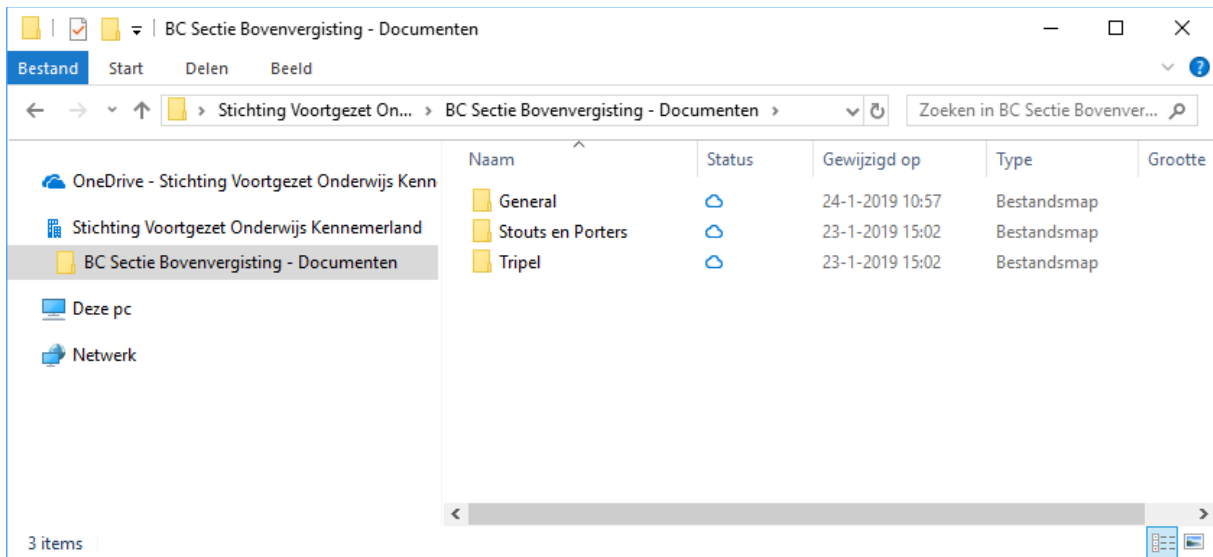 BC Sectie Bovenvergisting - Documenten
Bestand Start Delen Beeld
Stichting Voortgezet On... BC Sectie Bovenvergisting - Documenten Zoeken in BC Sectie Bovenver...
Naam Status Gewijzigd op Type Grootte
OneDrive - Stichting Voortgezet Onderwijs Kenn
General 24-1-2019 10:57 Bestandsmap
Stichting Voortgezet Onderwijs Kennemerland
Stouts en Porters 23-1-2019 15:02 Bestandsmap
BC Sectie Bovenvergisting - Documenten
Tripel 23-1-2019 15:02 Bestandsmap
Deze pc
Netwerk
3 items